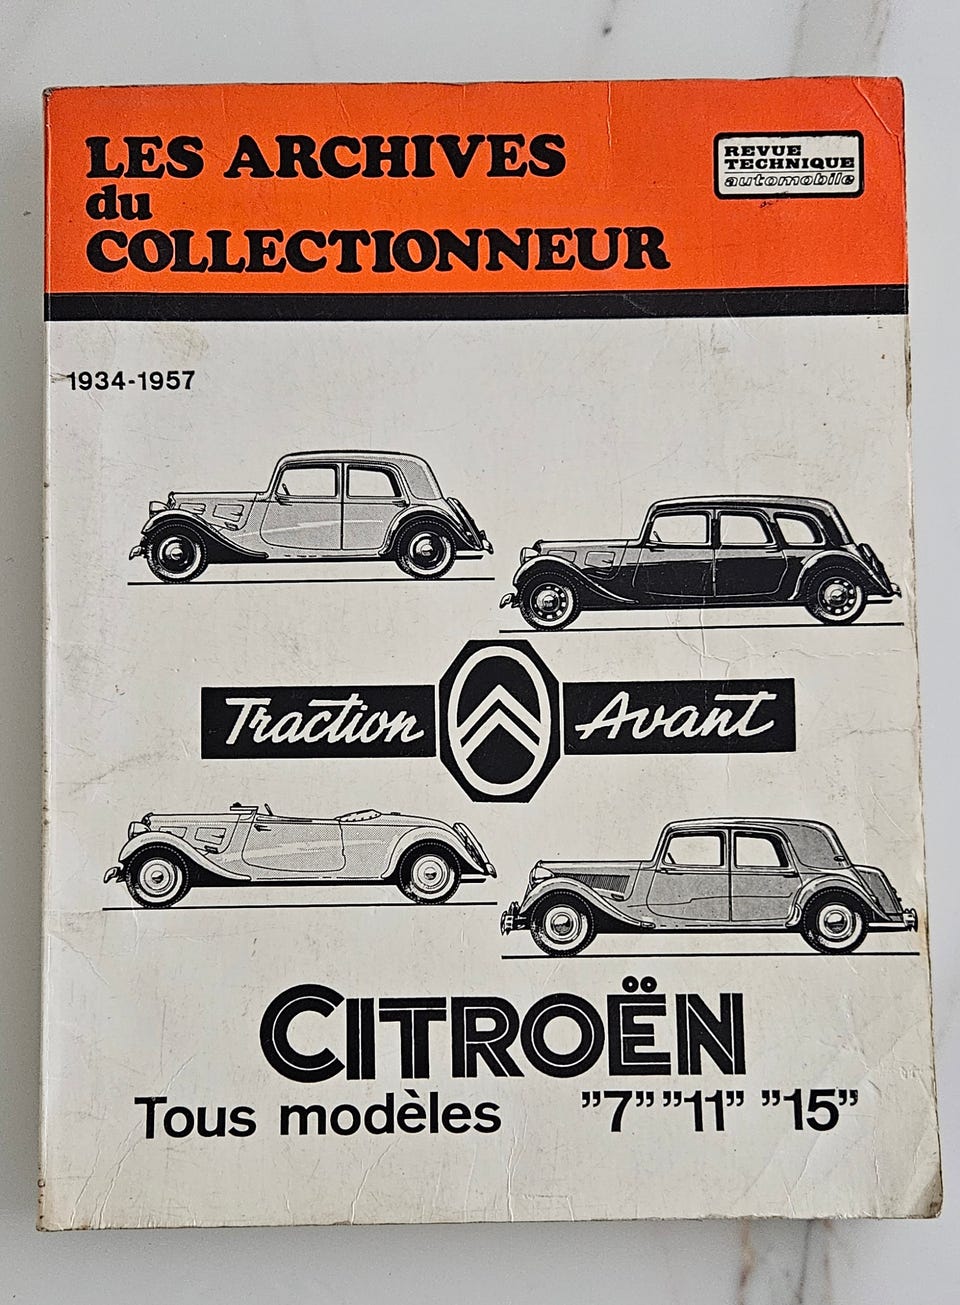 LES ARCHIVES
du
COLLECTIONNEUR
REVUE
TECHNIQUE
automobile
1934-1957
Traction Avant
CITROËN
Tous modèles ”7” ”11” ”15”